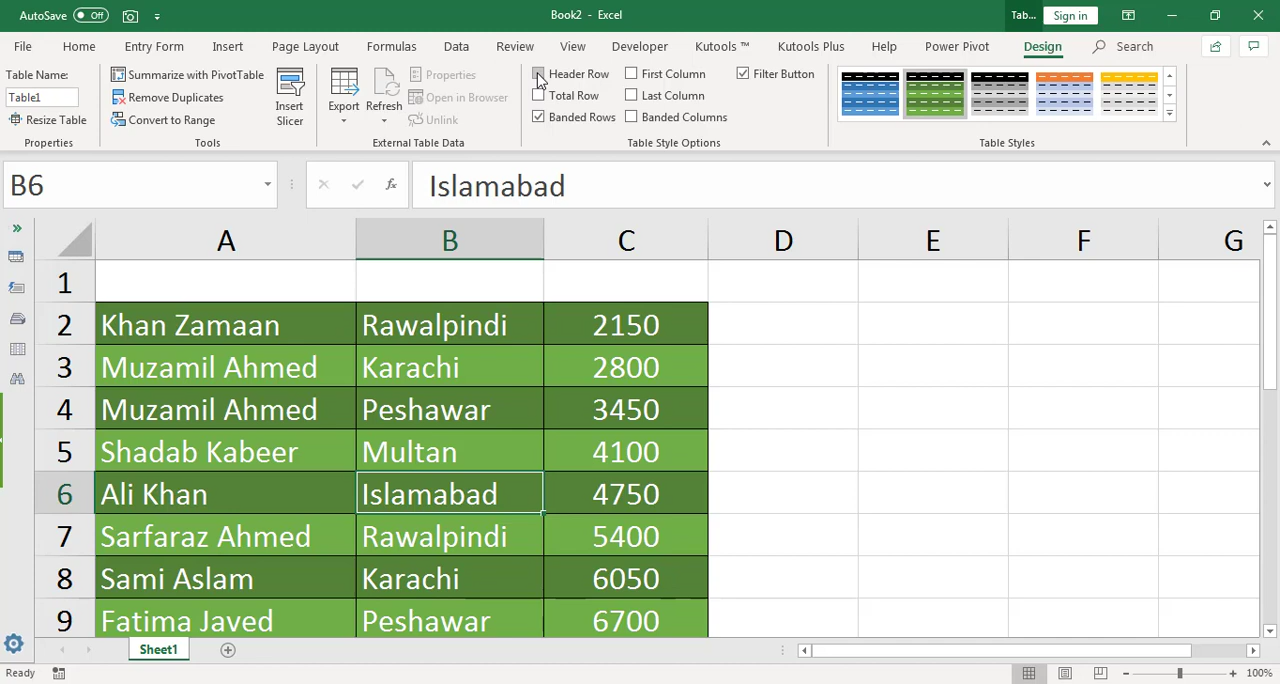 AutoSave Off
Book2 - Excel
Tab... Sign in
File Home Entry Form Insert Page Layout Formulas Data Review View Developer Kutools ™ Kutools Plus Help Power Pivot Design Search
Table Name:
Table1
Resize Table
Properties
Summarize with PivotTable
Remove Duplicates
Convert to Range
Tools
Insert
Slicer
Export
Refresh
Properties
Open in Browser
Unlink
External Table Data
Header Row First Column Filter Button
Total Row Last Column
Banded Rows Banded Columns
Table Style Options
Table Styles
B6 fx Islamabad
A B C D E F G
1
2 Khan Zamaan Rawalpindi 2150
3 Muzamil Ahmed Karachi 2800
4 Muzamil Ahmed Peshawar 3450
5 Shadab Kabeer Multan 4100
6 Ali Khan Islamabad 4750
7 Sarfaraz Ahmed Rawalpindi 5400
8 Sami Aslam Karachi 6050
9 Fatima Javed Peshawar 6700
Sheet1
Ready 100%